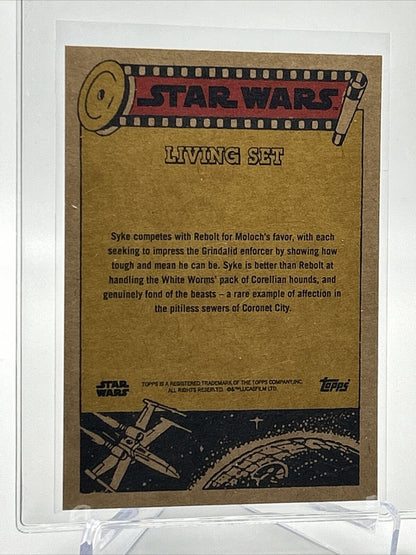 STAR WARS
LIVING SET
Syke competes with Rebolt for Moloch's favor, with each
seeking to impress the Grindalid enforcer by showing how
tough and mean he can be. Syke is better than Rebolt at
handling the White Worms' pack of Corellian hounds, and
genuinely fond of the beasts – a rare example of affection in
the pitiless sewers of Coronet City.
STAR
WARS
TOPPS IS A REGISTERED TRADEMARK OF THE TOPPS COMPANY, INC.
ALL RIGHTS RESERVED. ©&™ LUCASFILM LTD.
Topps